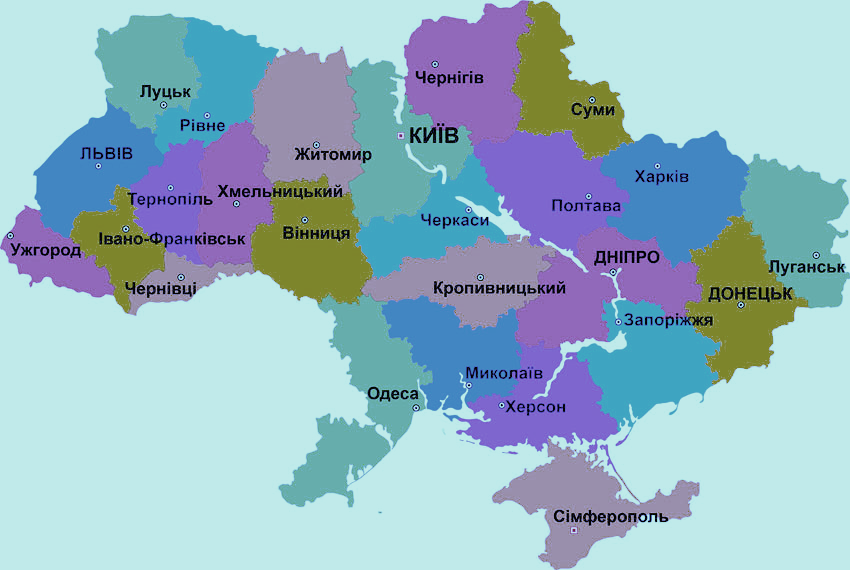 Чернігів
Суми
Луцьк
Рівне
КИЇВ
ЛЬВІВ
Житомир
Харків
Тернопіль
Хмельницький
Полтава
Черкаси
Вінниця
Івано-Франківськ
Ужгород
ДНІПРО
Луганськ
Чернівці
Кропивницький
ДОНЕЦЬК
Запоріжжя
Миколаїв
Одеса
Херсон
Сімферополь